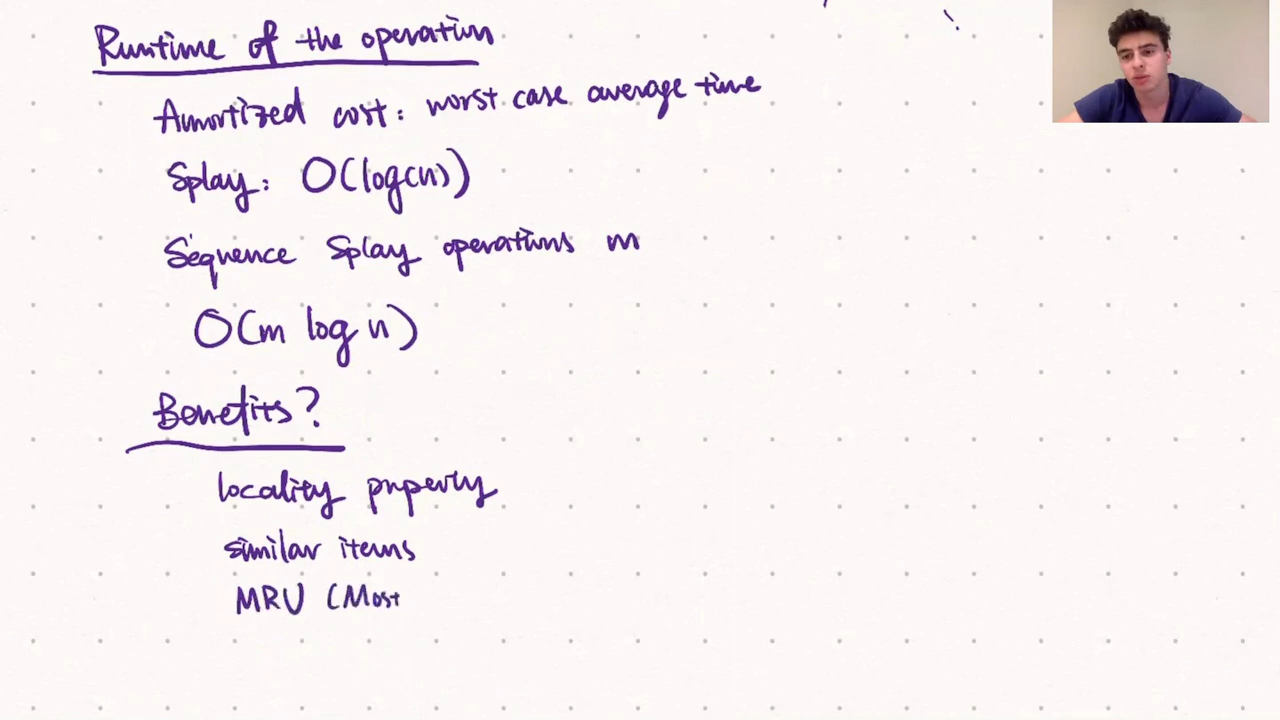 Runtime of the operation
Amortized cost: worst case average time
Splay: O(log(n))
Sequence Splay operations m
O(m log n)
Benefits?
locality property
similar items
MRU (Most